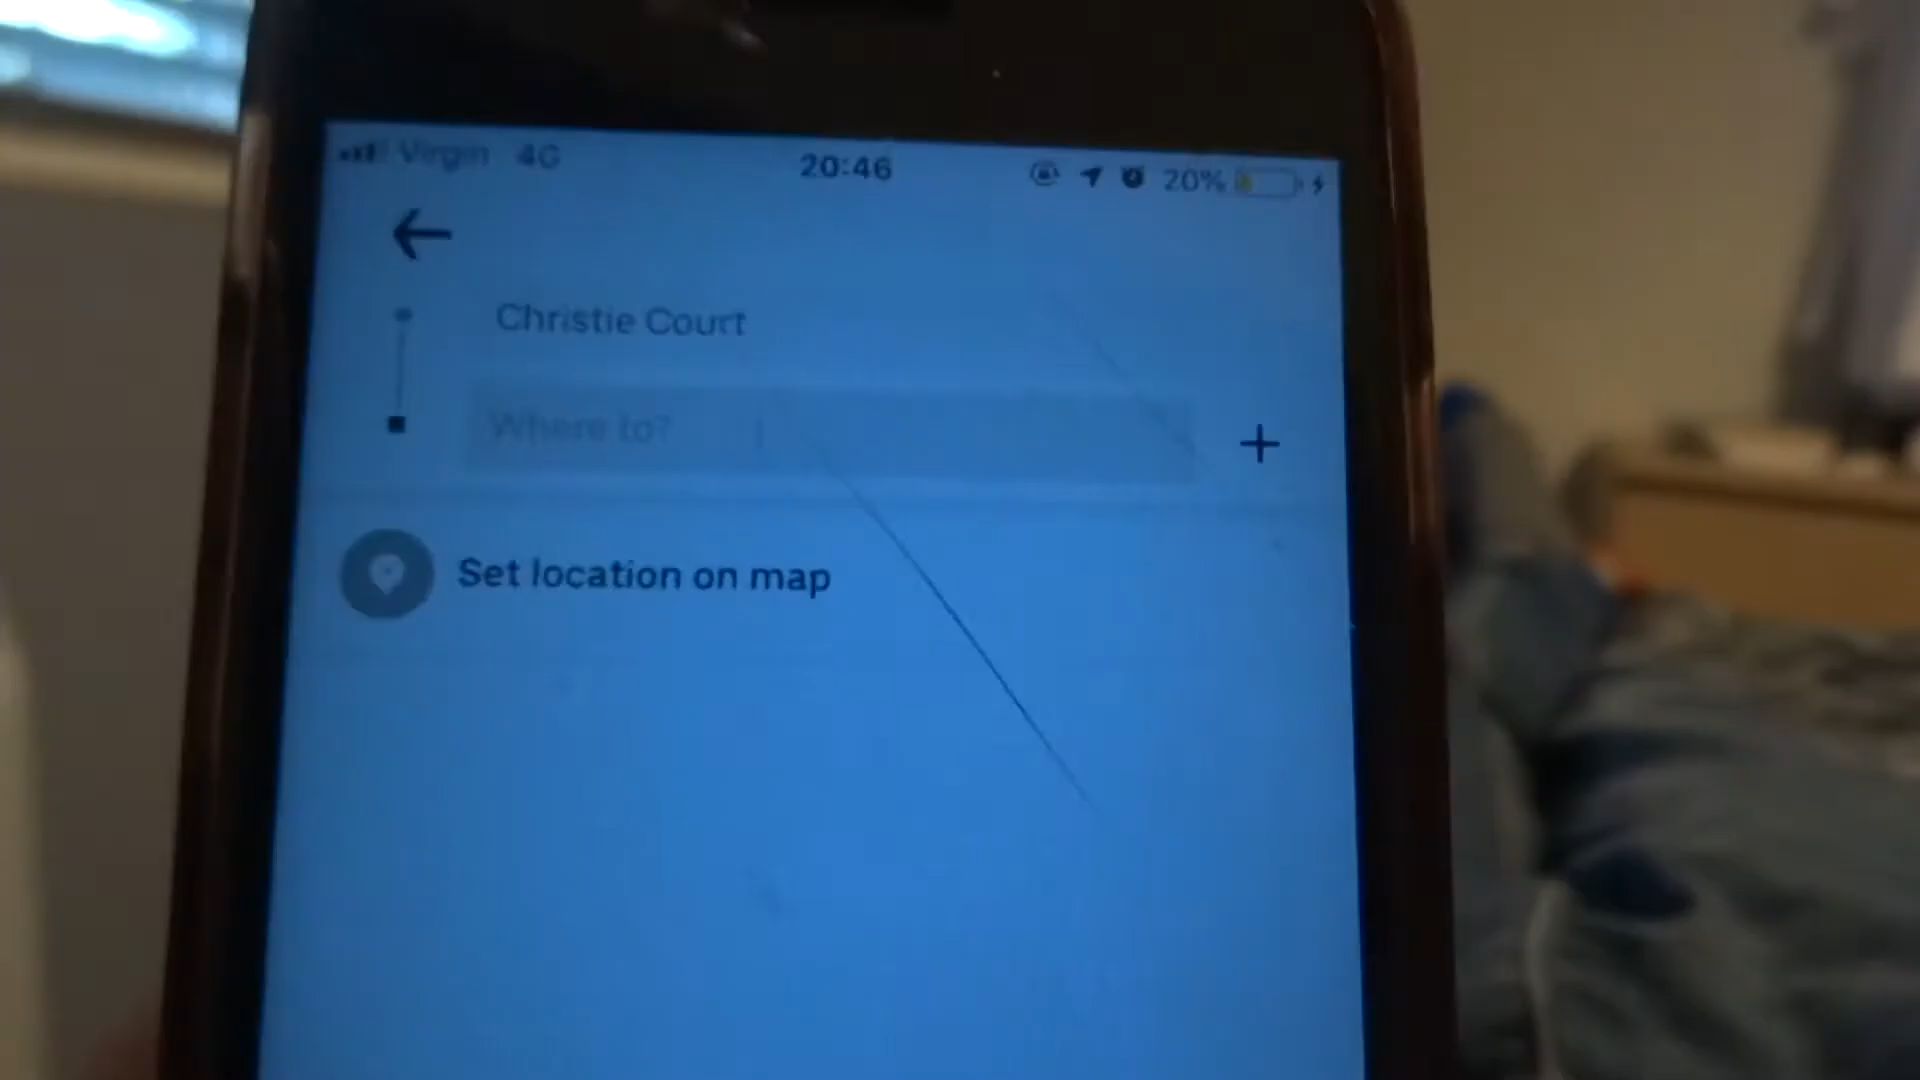 Virgin 4G 20:46 20%
Christie Court
Where to?
Set location on map